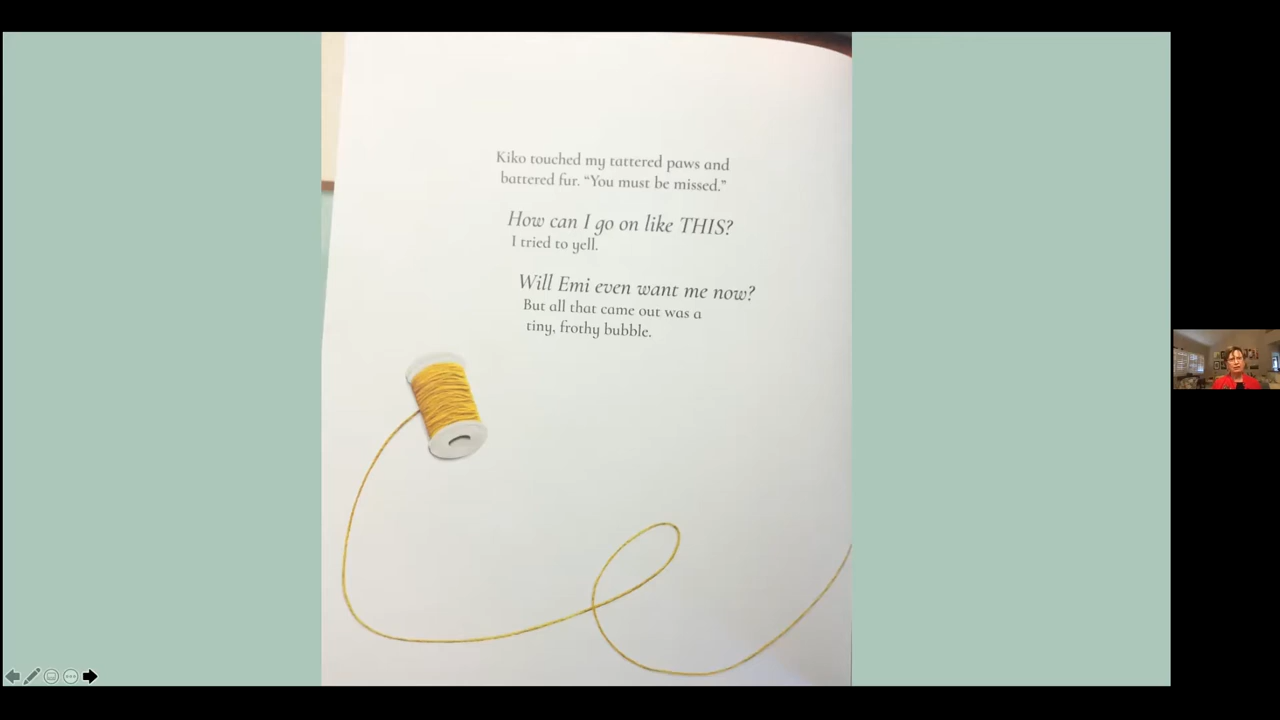 Kiko touched my tattered paws and
battered fur. “You must be missed.”
How can I go on like THIS?
I tried to yell.
Will Emi even want me now?
But all that came out was a
tiny, frothy bubble.